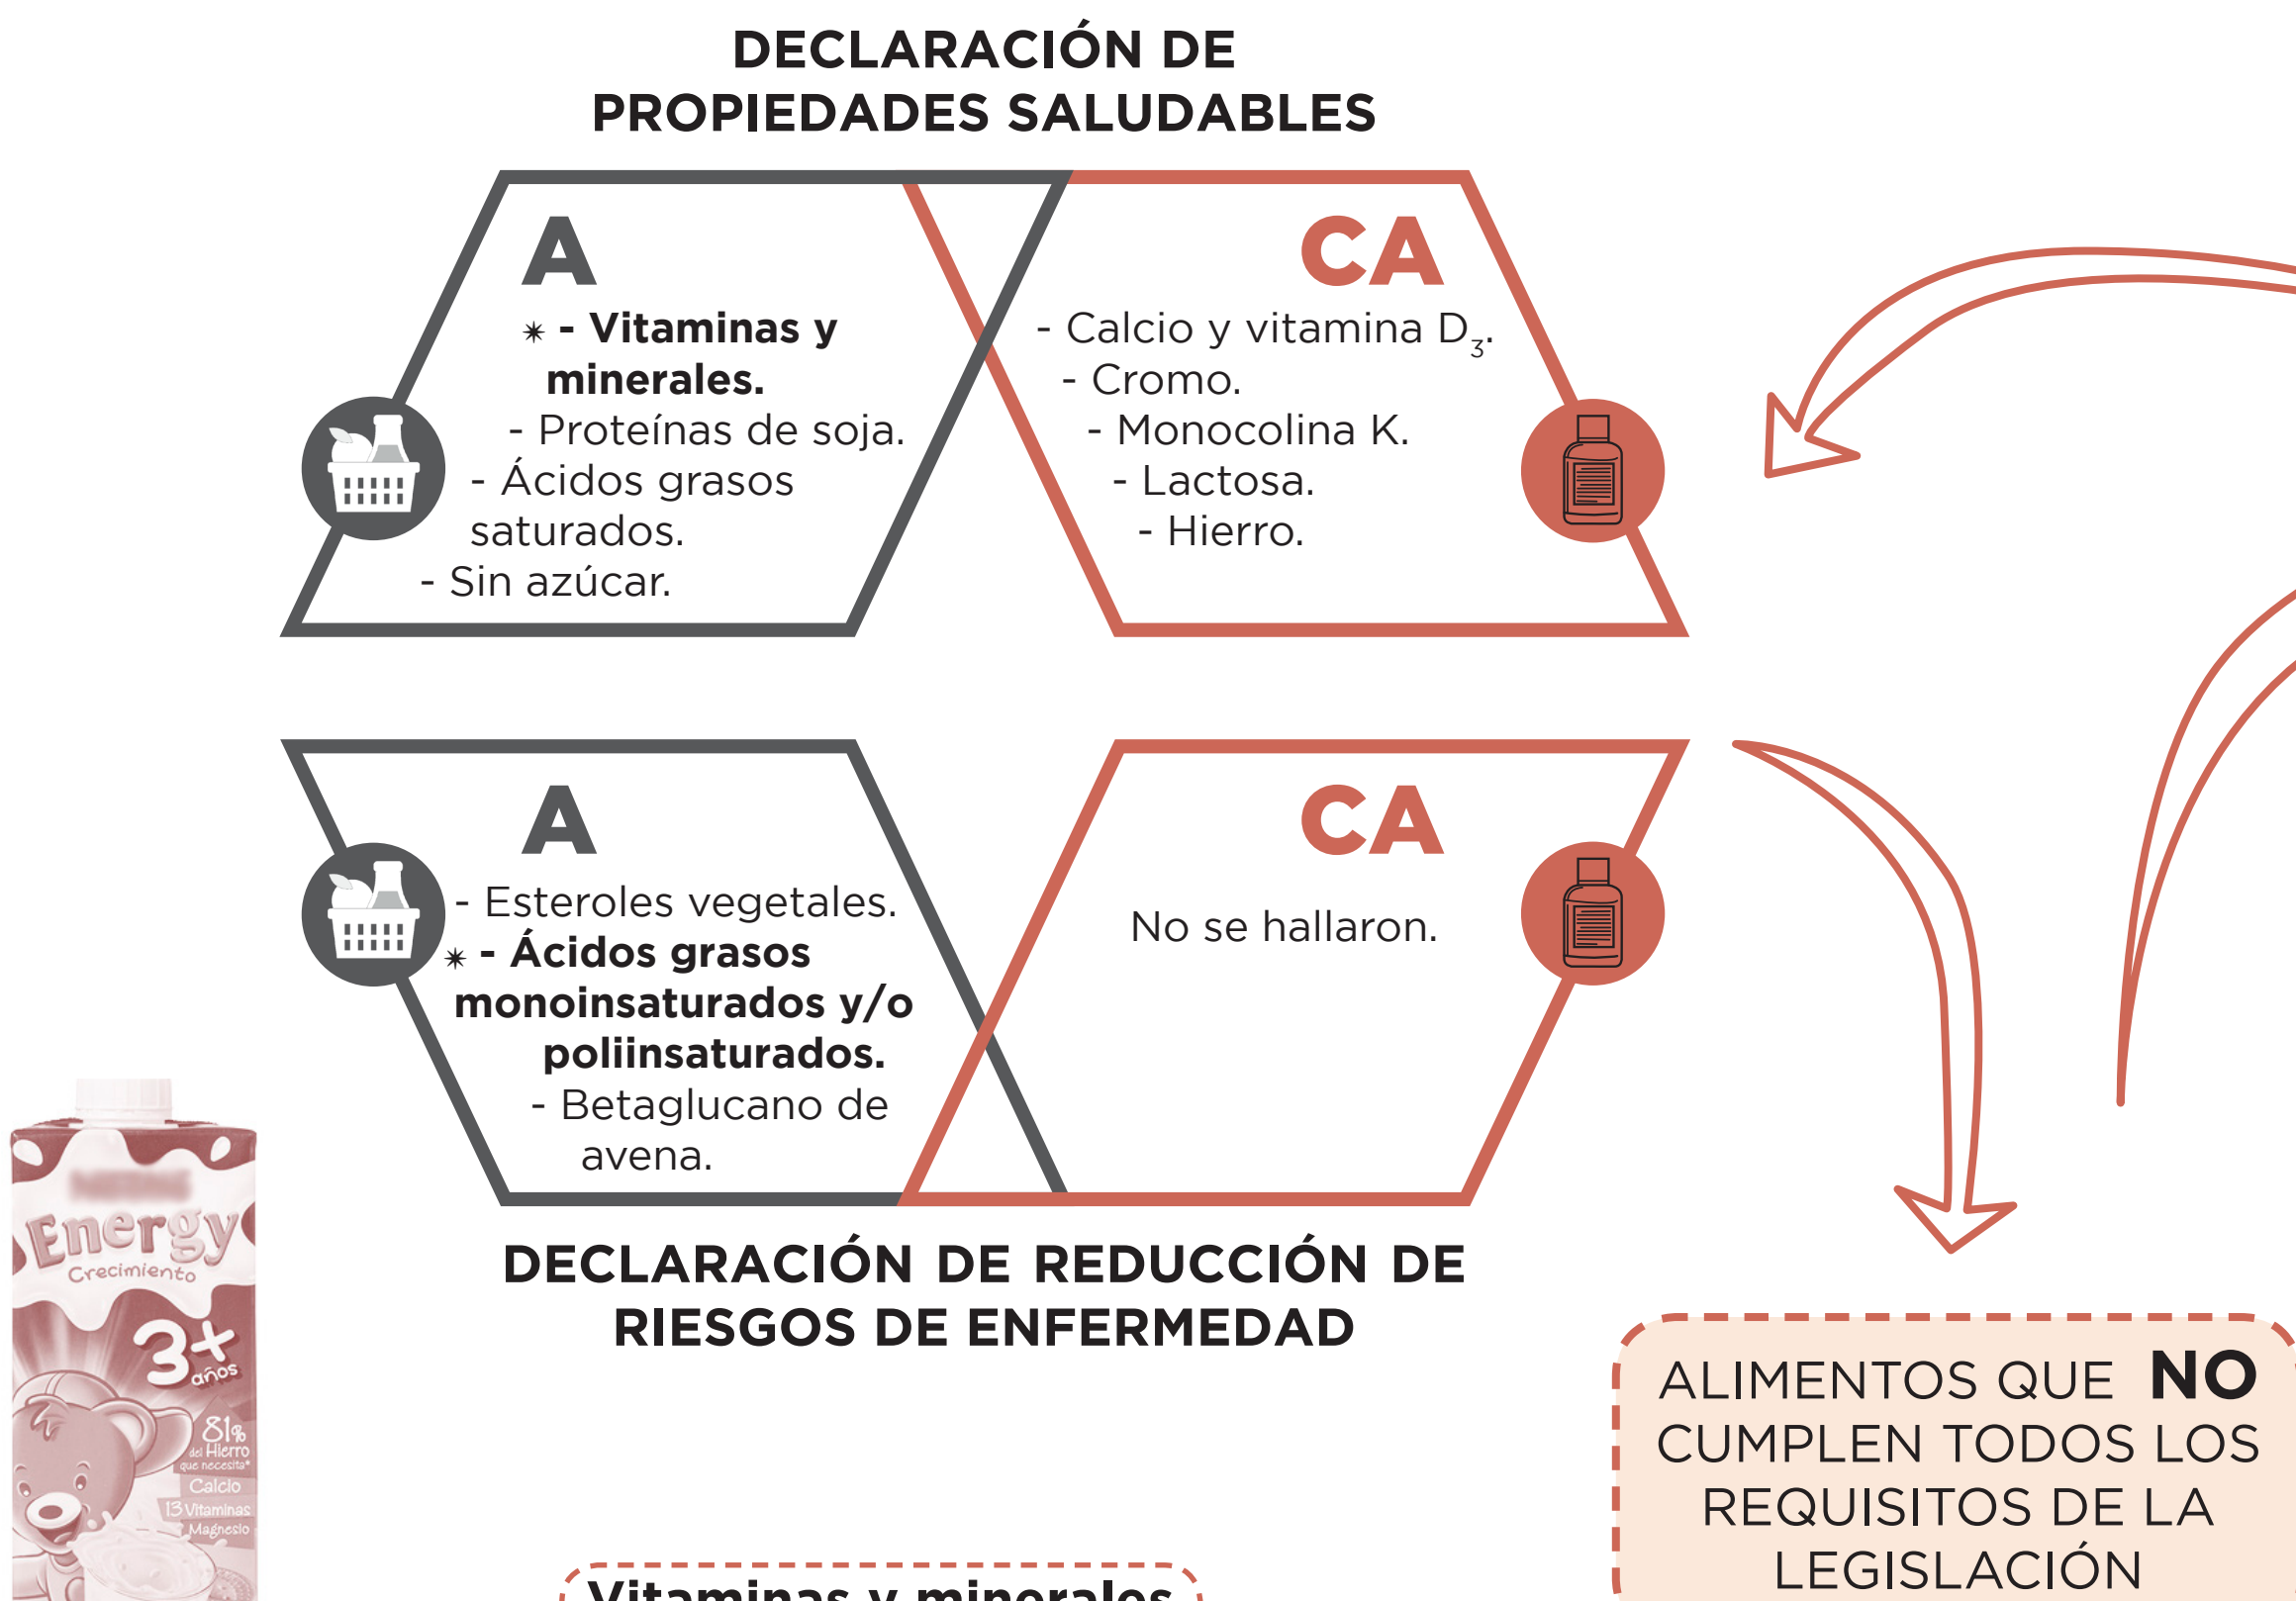 DECLARACIÓN DE
PROPIEDADES SALUDABLES
A
✷ - Vitaminas y
minerales.
- Proteínas de soja.
- Ácidos grasos
saturados.
- Sin azúcar.
CA
- Calcio y vitamina D₃.
- Cromo.
- Monocolina K.
- Lactosa.
- Hierro.
A
- Esteroles vegetales.
✷ - Ácidos grasos
monoinsaturados y/o
poliinsaturados.
- Betaglucano de
avena.
CA
No se hallaron.
DECLARACIÓN DE REDUCCIÓN DE
RIESGOS DE ENFERMEDAD
Energy
Crecimiento
3+
años
81%
del Hierro
que necesita*
Calcio
13 Vitaminas
Magnesio
ALIMENTOS QUE NO
CUMPLEN TODOS LOS
REQUISITOS DE LA
LEGISLACIÓN
Vitaminas y minerales